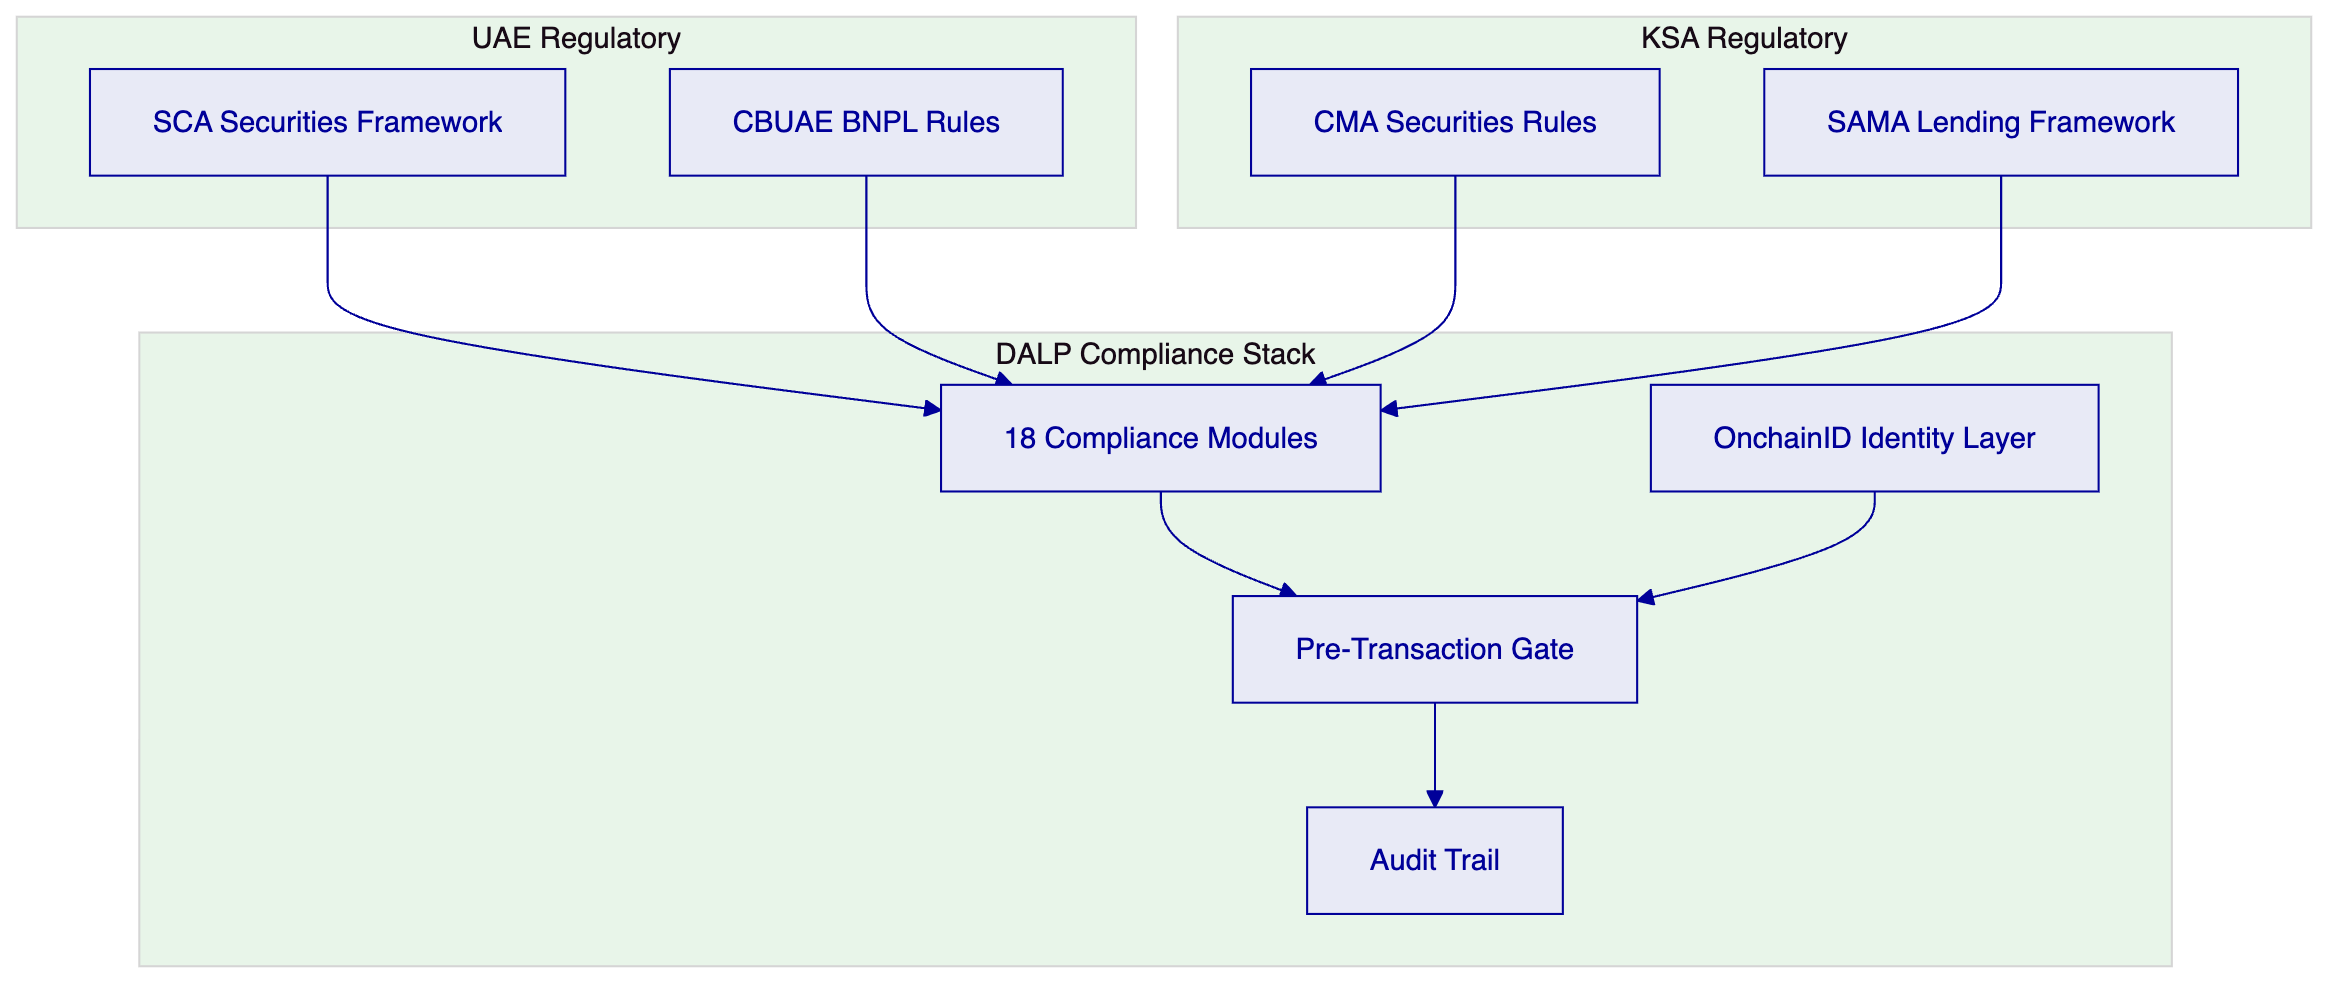 UAE Regulatory
KSA Regulatory
SCA Securities Framework
CBUAE BNPL Rules
CMA Securities Rules
SAMA Lending Framework
DALP Compliance Stack
18 Compliance Modules
OnchainID Identity Layer
Pre-Transaction Gate
Audit Trail